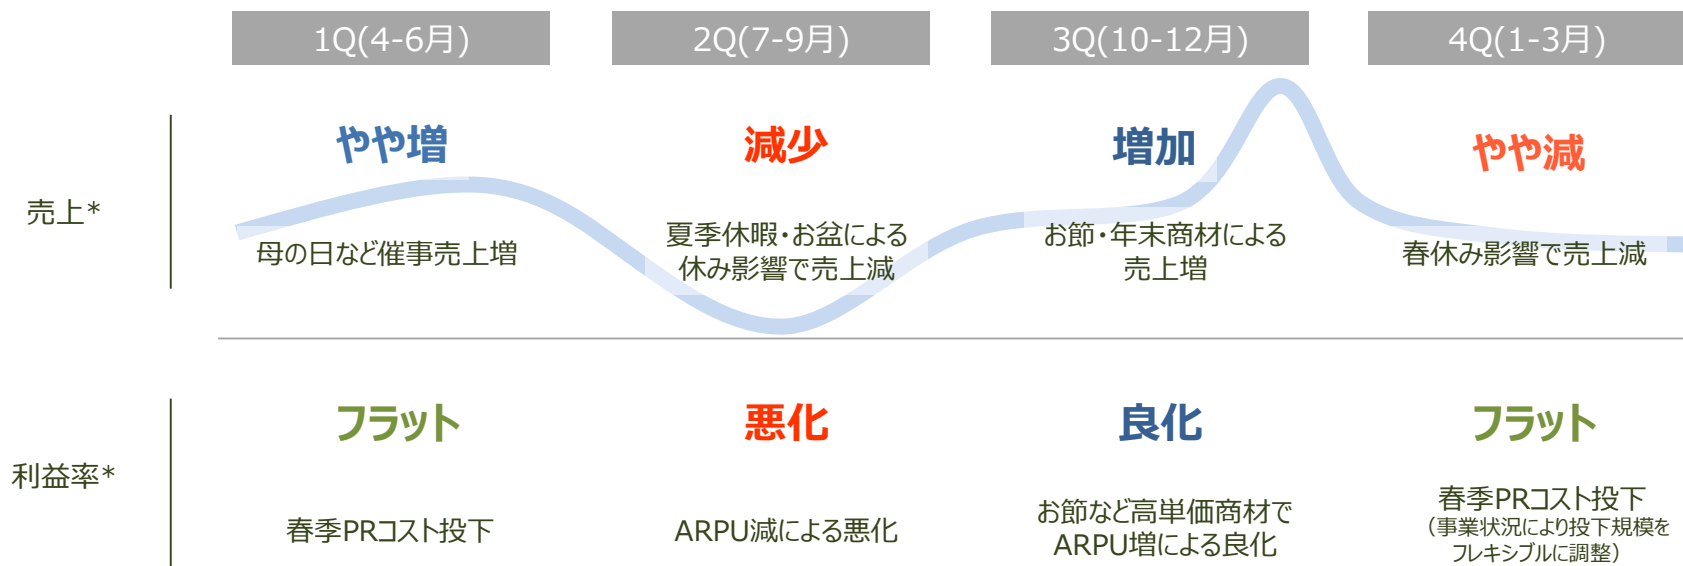 1Q(4-6月)
2Q(7-9月)
3Q(10-12月)
4Q(1-3月)
売上*
やや増
減少
増加
やや減
母の日など催事売上増
夏季休暇・お盆による
休み影響で売上減
お節・年末商材による
売上増
春休み影響で売上減
利益率*
フラット
悪化
良化
フラット
春季PRコスト投下
ARPU減による悪化
お節など高単価商材で
ARPU増による良化
春季PRコスト投下
（事業状況により投下規模を
フレキシブルに調整）